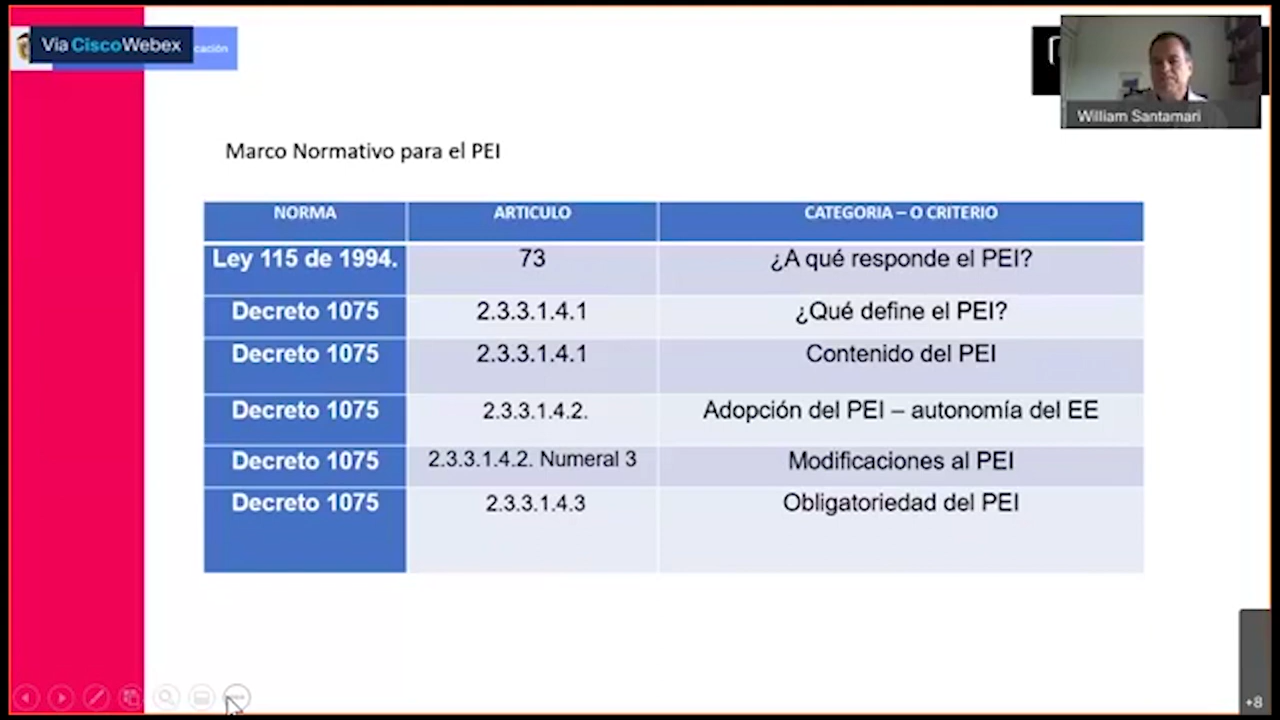 Via CiscoWebex
cación
William Santamari
Marco Normativo para el PEI
NORMA ARTICULO CATEGORIA – O CRITERIO
Ley 115 de 1994. 73 ¿A qué responde el PEI?
Decreto 1075 2.3.3.1.4.1 ¿Qué define el PEI?
Decreto 1075 2.3.3.1.4.1 Contenido del PEI
Decreto 1075 2.3.3.1.4.2. Adopción del PEI – autonomía del EE
Decreto 1075 2.3.3.1.4.2. Numeral 3 Modificaciones al PEI
Decreto 1075 2.3.3.1.4.3 Obligatoriedad del PEI
+8